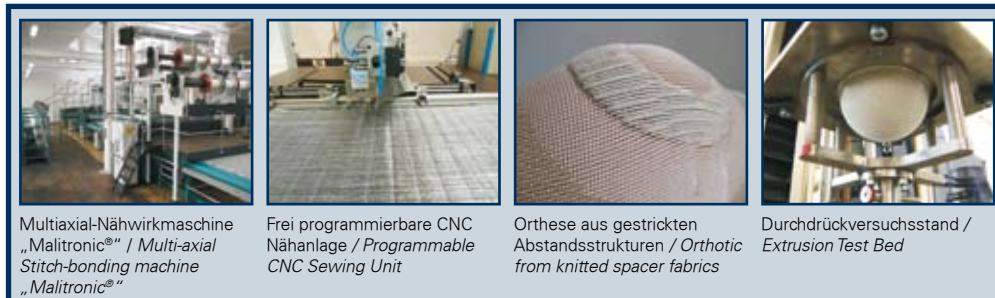 Multiaxial-Nähwirkmaschine
„Malitronic®“ / Multi-axial
Stitch-bonding machine
„Malitronic®“
Frei programmierbare CNC
Nähanlage / Programmable
CNC Sewing Unit
Orthese aus gestrickten
Abstandsstrukturen / Orthotic
from knitted spacer fabrics
Durchdrückversuchsstand /
Extrusion Test Bed